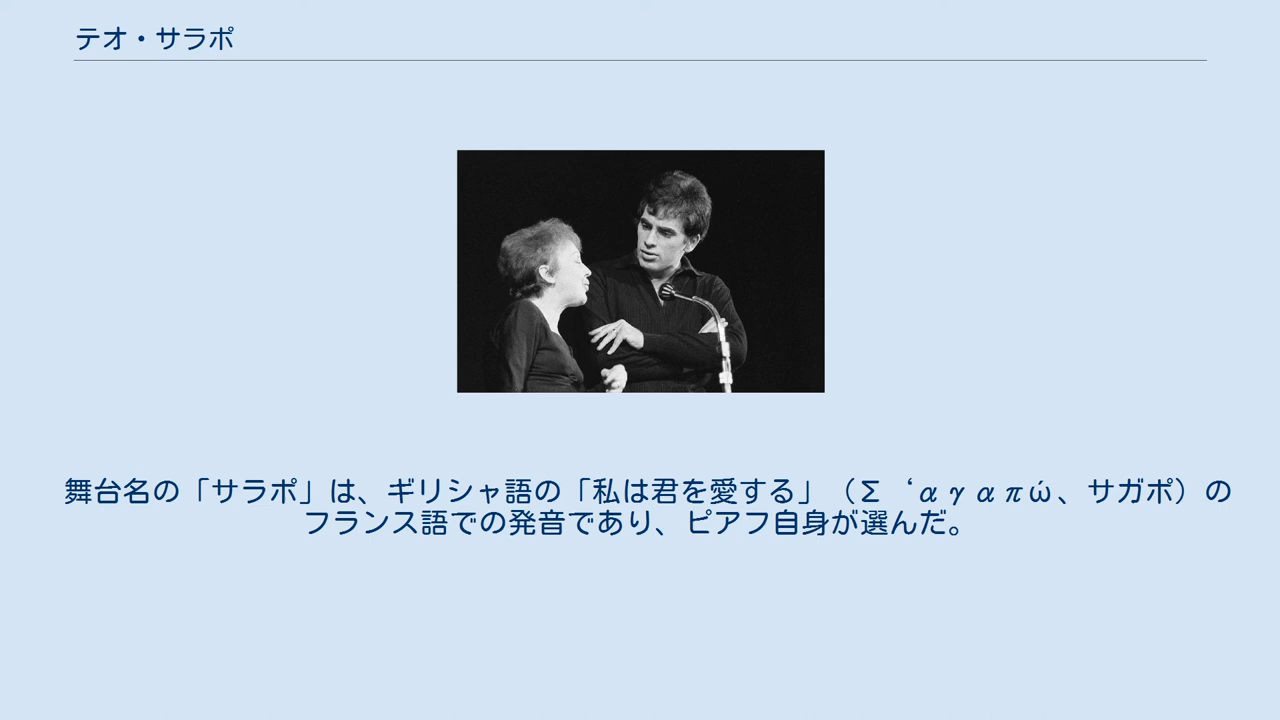 テオ・サラポ
舞台名の「サラポ」は、ギリシャ語の「私は君を愛する」（Σ‘αγαπώ、サガポ）の
フランス語での発音であり、ピアフ自身が選んだ。